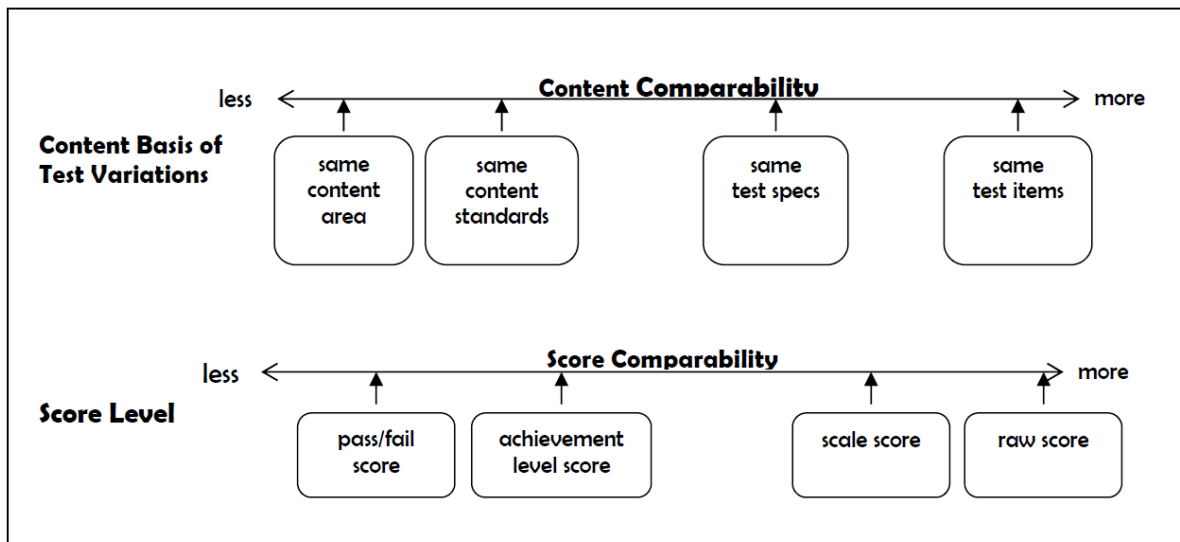 Content Comparability
less
more
Content Basis of
Test Variations
same
content
area
same
content
standards
same
test specs
same
test items
Score Comparability
less
more
Score Level
pass/fail
score
achievement
level score
scale score
raw score